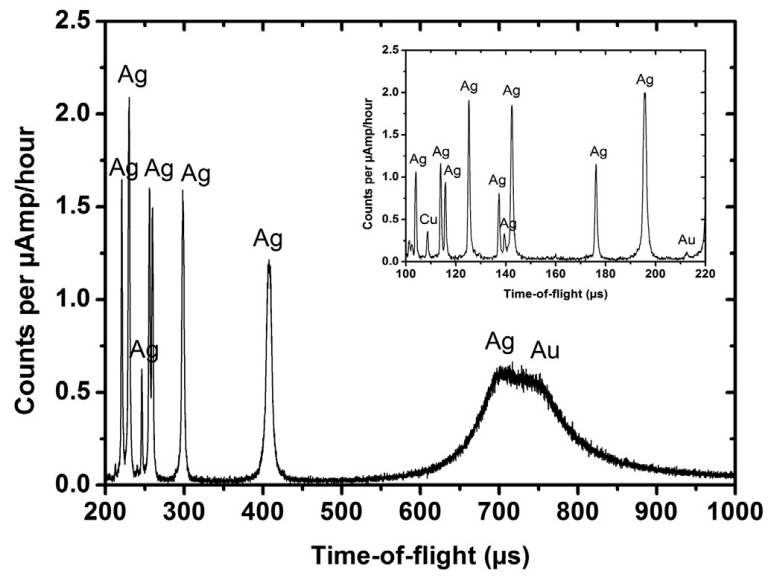 2.5
2.0
1.5
1.0
0.5
0.0
Counts per µAmp/hour
200 300 400 500 600 700 800 900 1000
Time-of-flight (µs)
Ag
Ag Ag Ag
Ag
Ag
Ag Au
2.5
2.0
1.5
1.0
0.5
0.0
Counts per µAmp/hour
100 120 140 160 180 200 220
Time-of-flight (µs)
Ag Ag Ag
Ag Ag Ag Ag
Ag
Cu Ag
Au